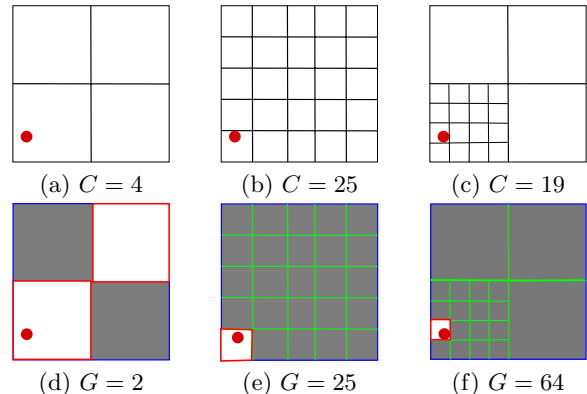 (a) C = 4
(b) C = 25
(c) C = 19
(d) G = 2
(e) G = 25
(f) G = 64